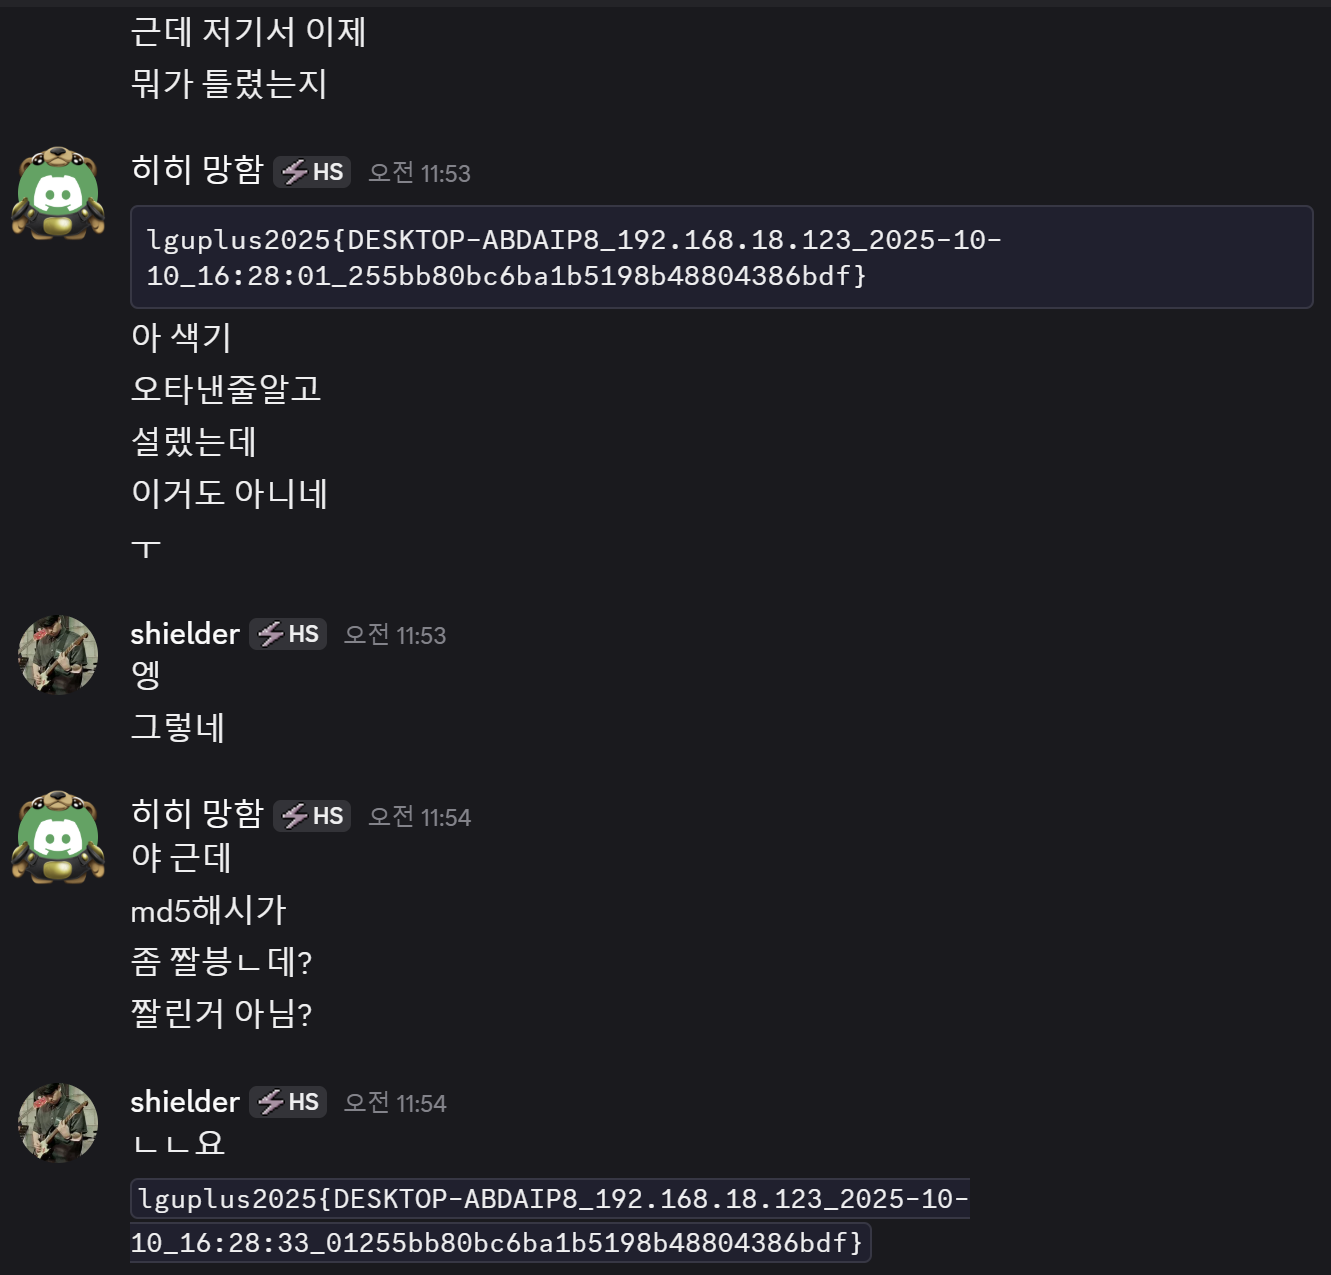 근데 저기서 이제
뭐가 틀렸는지
히히 망함 HS 오전 11:53
lguplus2025{DESKTOP-ABDAIP8_192.168.18.123_2025-10-
10_16:28:01_255bb80bc6ba1b5198b48804386bdf}
아 색기
오타낸줄알고
설렜는데
이거도 아니네
ㅜ
shielder HS 오전 11:53
엥
그렇네
히히 망함 HS 오전 11:54
야 근데
md5해시가
좀 짤븡ㄴ데?
짤린거 아님?
shielder HS 오전 11:54
ㄴㄴ요
lguplus2025{DESKTOP-ABDAIP8_192.168.18.123_2025-10-
10_16:28:33_01255bb80bc6ba1b5198b48804386bdf}